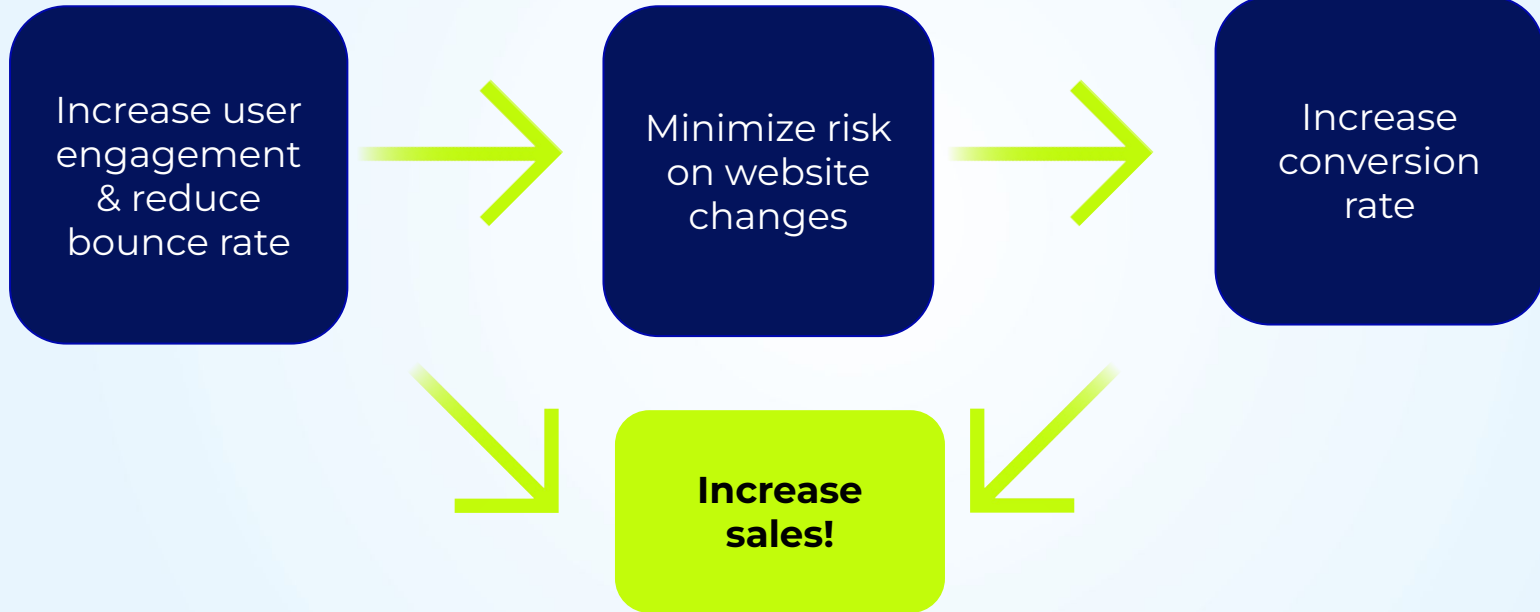 Increase user
engagement
& reduce
bounce rate
Minimize risk
on website
changes
Increase
conversion
rate
Increase
sales!